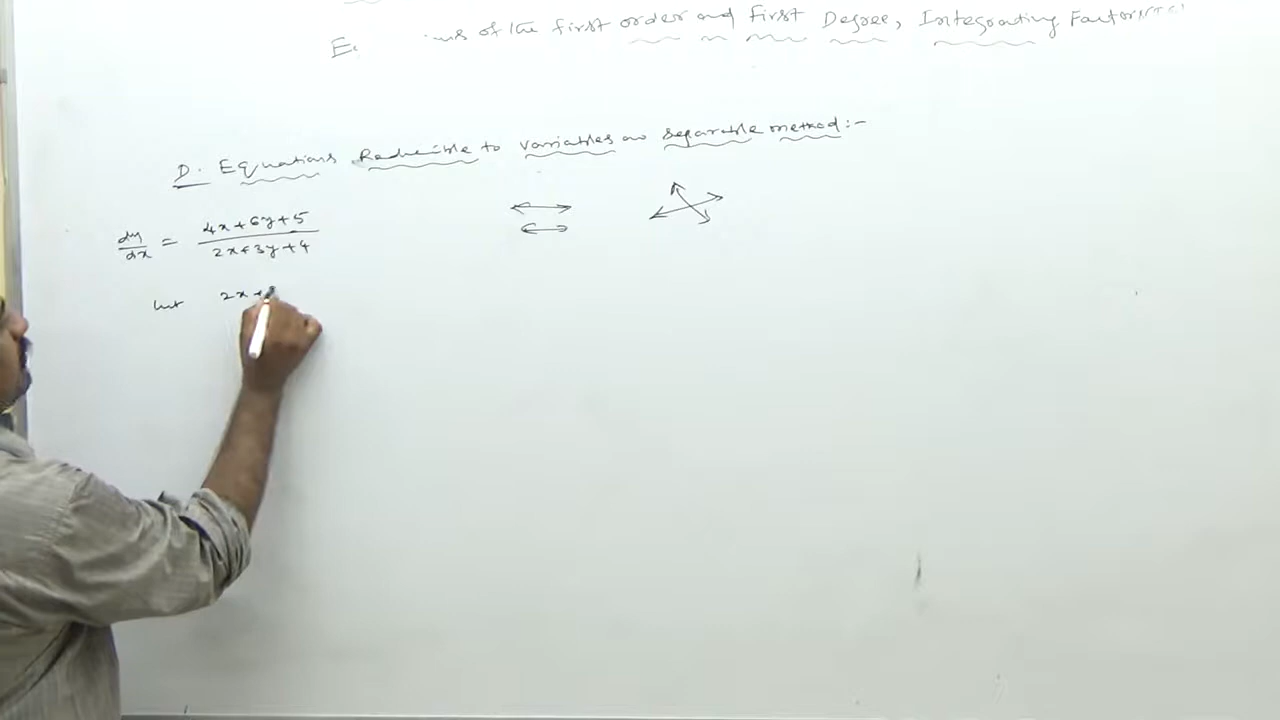 of the first order and First Degree, Integrating Factor
D. Equations Reducible to variables as separable method:-
dy/dx = (4x+6y+5)/(2x+3y+4)
let 2x+